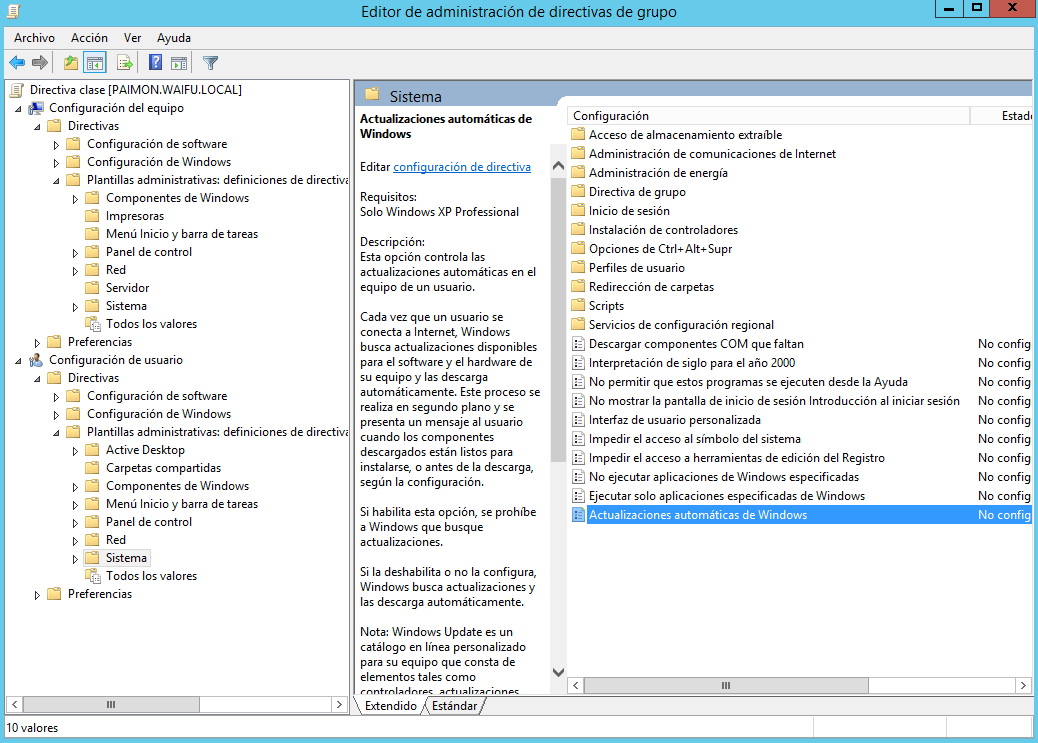 Editor de administración de directivas de grupo
Archivo Acción Ver Ayuda
Directiva clase [PAIMON.WAIFU.LOCAL]
Configuración del equipo
Directivas
Configuración de software
Configuración de Windows
Plantillas administrativas: definiciones de directiva
Componentes de Windows
Impresoras
Menú Inicio y barra de tareas
Panel de control
Red
Servidor
Sistema
Todos los valores
Preferencias
Configuración de usuario
Directivas
Configuración de software
Configuración de Windows
Plantillas administrativas: definiciones de directiva
Active Desktop
Carpetas compartidas
Componentes de Windows
Menú Inicio y barra de tareas
Panel de control
Red
Sistema
Todos los valores
Preferencias
Sistema
Actualizaciones automáticas de
Windows
Editar configuración de directiva
Requisitos:
Solo Windows XP Professional
Descripción:
Esta opción controla las
actualizaciones automáticas en el
equipo de un usuario.
Cada vez que un usuario se
conecta a Internet, Windows
busca actualizaciones disponibles
para el software y el hardware de
su equipo y las descarga
automáticamente. Este proceso se
realiza en segundo plano y se
presenta un mensaje al usuario
cuando los componentes
descargados están listos para
instalarse, o antes de la descarga,
según la configuración.
Si habilita esta opción, se prohíbe
a Windows que busque
actualizaciones.
Si la deshabilita o no la configura,
Windows busca actualizaciones y
las descarga automáticamente.
Nota: Windows Update es un
catálogo en línea personalizado
para su equipo que consta de
elementos tales como
controladores, actualizaciones
Configuración Estado
Acceso de almacenamiento extraíble
Administración de comunicaciones de Internet
Administración de energía
Directiva de grupo
Inicio de sesión
Instalación de controladores
Opciones de Ctrl+Alt+Supr
Perfiles de usuario
Redirección de carpetas
Scripts
Servicios de configuración regional
Descargar componentes COM que faltan No config
Interpretación de siglo para el año 2000 No config
No permitir que estos programas se ejecuten desde la Ayuda No config
No mostrar la pantalla de inicio de sesión Introducción al iniciar sesión No config
Interfaz de usuario personalizada No config
Impedir el acceso al símbolo del sistema No config
Impedir el acceso a herramientas de edición del Registro No config
No ejecutar aplicaciones de Windows especificadas No config
Ejecutar solo aplicaciones especificadas de Windows No config
Actualizaciones automáticas de Windows No config
Extendido Estándar
10 valores